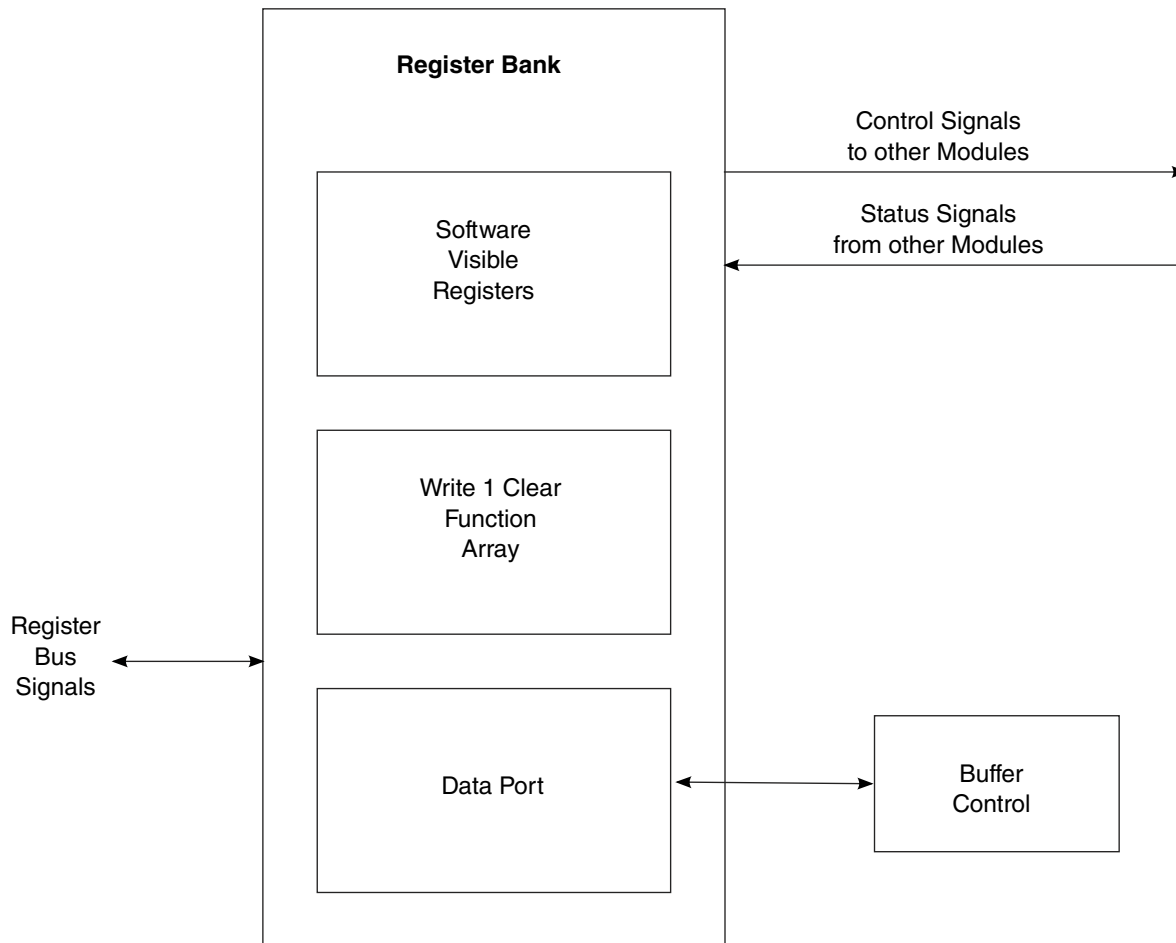 Register Bank
Control Signals
to other Modules
Status Signals
from other Modules
Software
Visible
Registers
Write 1 Clear
Function
Array
Register
Bus
Signals
Data Port
Buffer
Control